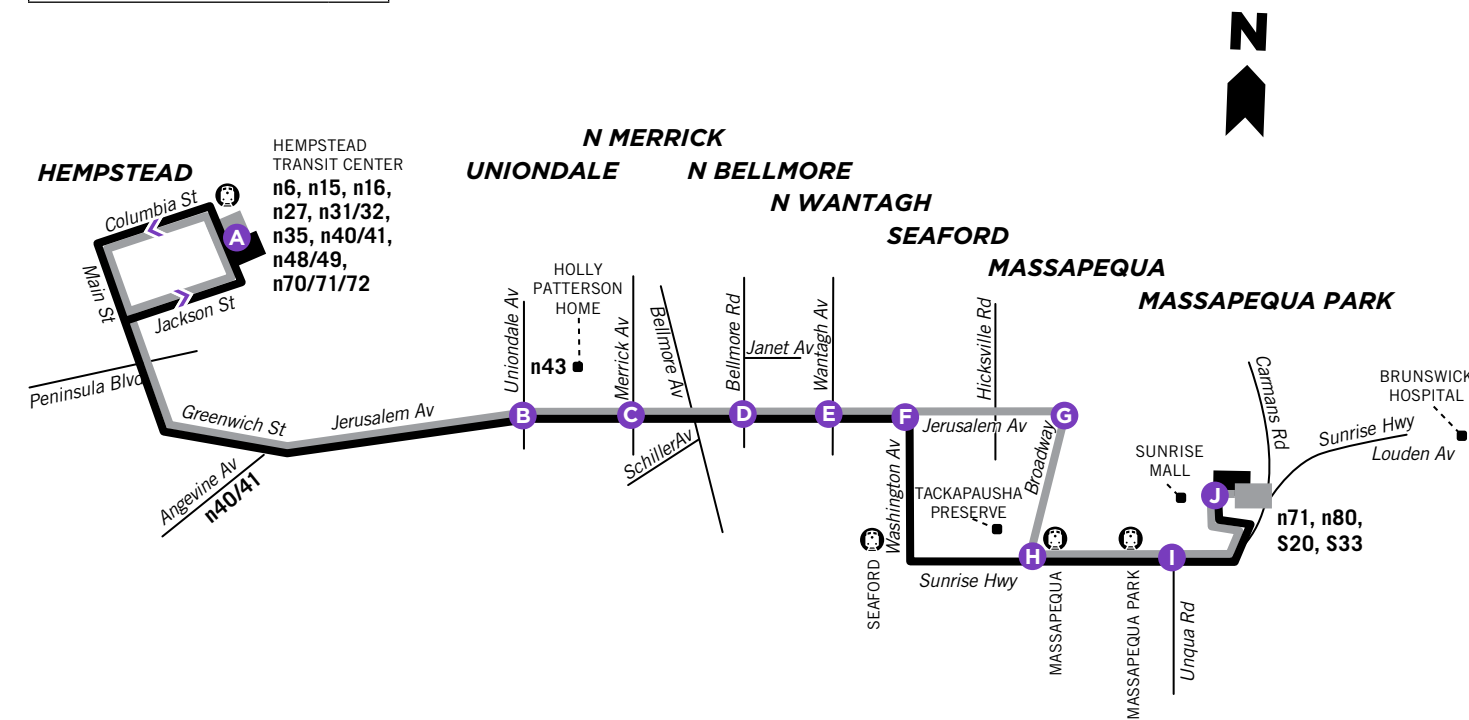 N
HEMPSTEAD
Columbia St
A
Main St
Jackson St
HEMPSTEAD
TRANSIT CENTER
n6, n15, n16,
n27, n31/32,
n35, n40/41,
n48/49,
n70/71/72
N MERRICK
UNIONDALE
N BELLMORE
N WANTAGH
SEAFORD
MASSAPEQUA
MASSAPEQUA PARK
Peninsula Blvd
Greenwich St
Jerusalem Av
Angevine Av
n40/41
Uniondale Av
B
n43
HOLLY
PATTERSON
HOME
Merrick Av
C
Bellmore Av
SchillerAv
Bellmore Rd
D
Janet Av
Wantagh Av
E
F
Jerusalem Av
Hicksville Rd
G
Broadway
Washington Av
TACKAPAUSHA
PRESERVE
SEAFORD
Sunrise Hwy
H
MASSAPEQUA
MASSAPEQUA PARK
I
Unqua Rd
SUNRISE
MALL
J
Carmans Rd
n71, n80,
S20, S33
Sunrise Hwy
Louden Av
BRUNSWICK
HOSPITAL